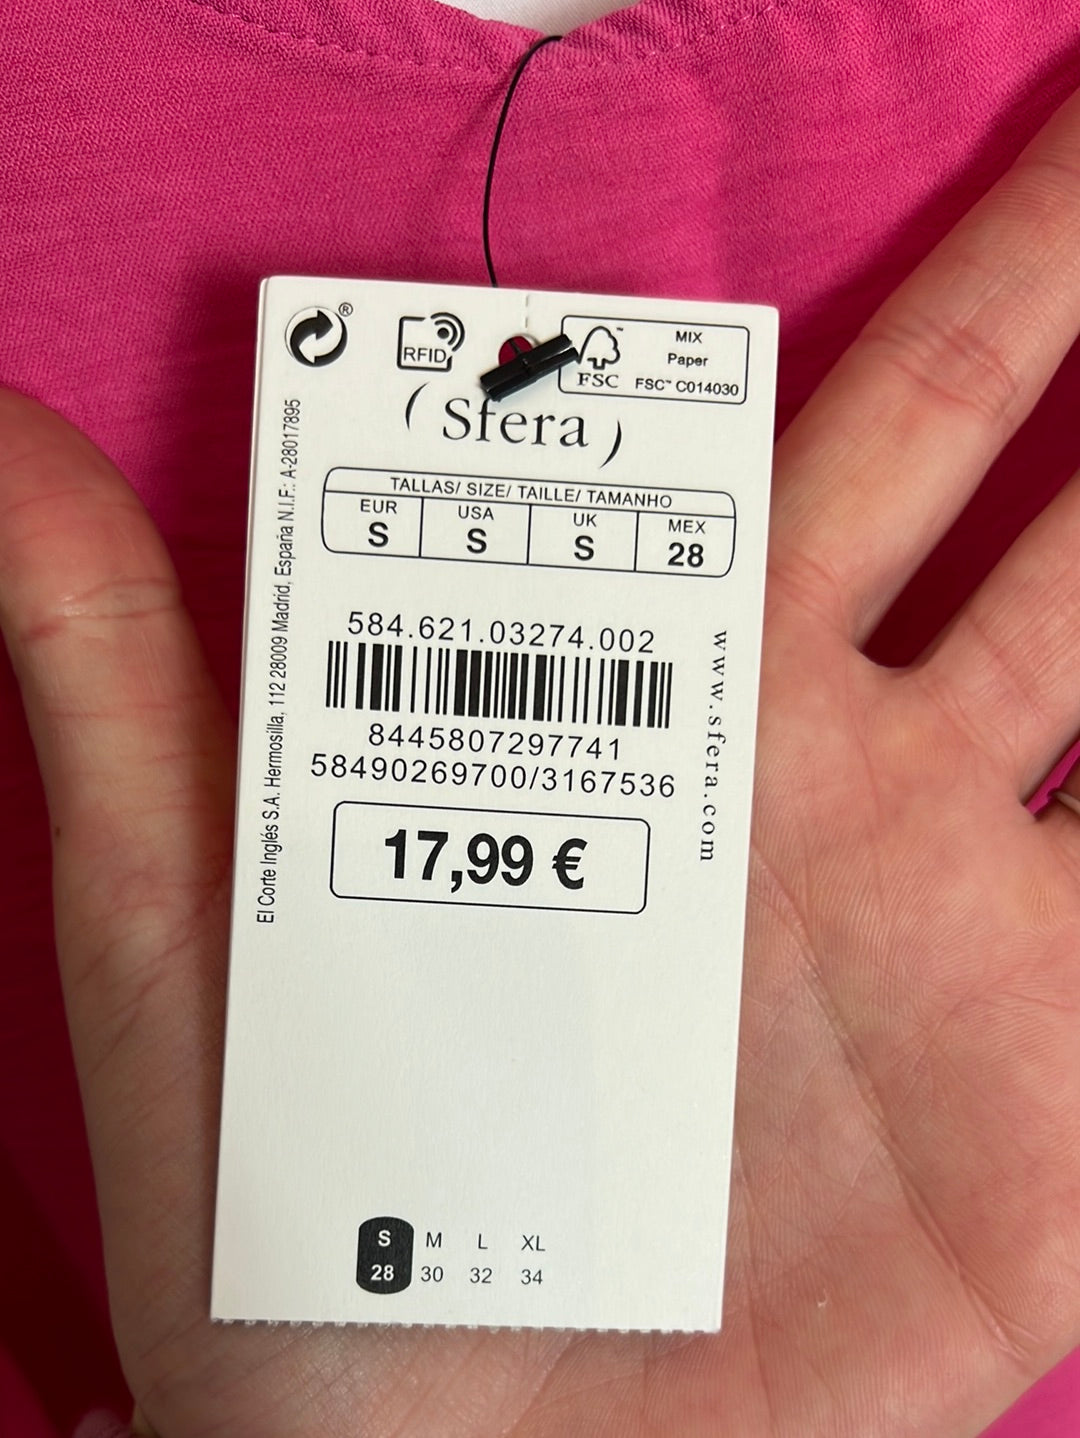 ®
RFID
FSC™
MIX
Paper
FSC™ C014030
( Sfera )
TALLAS/ SIZE/ TAILLE/ TAMANHO
EUR USA UK MEX
S S S 28
584.621.03274.002
8445807297741
58490269700/3167536
17,99 €
www.sfera.com
El Corte Inglés S.A. Hermosilla, 112 28009 Madrid, España N.I.F.: A-28017895
S M L XL
28 30 32 34